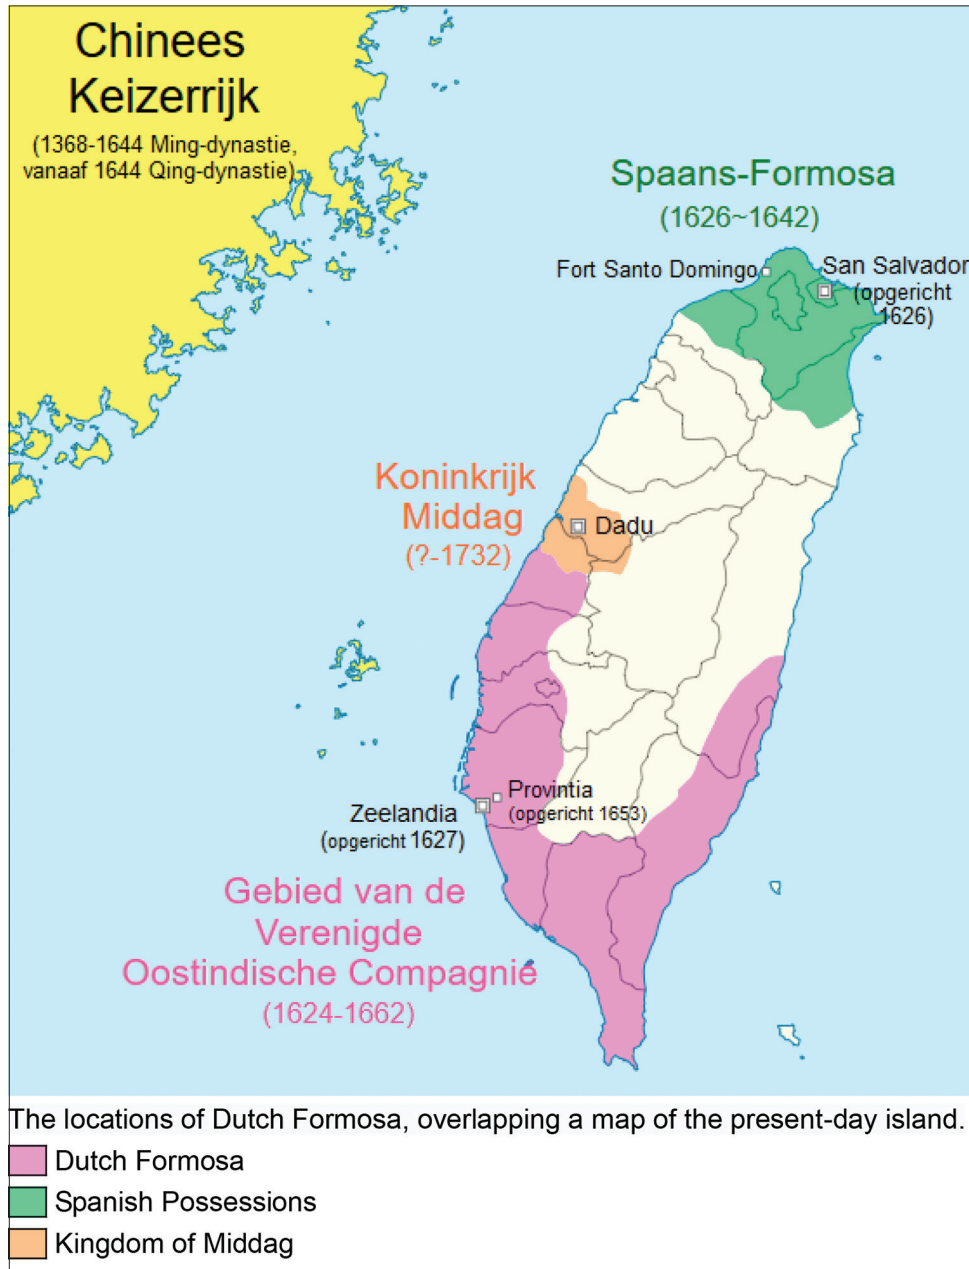 Chinees
Keizerrijk
(1368-1644 Ming-dynastie,
vanaaf 1644 Qing-dynastie)
Spaans-Formosa
(1626~1642)
Fort Santo Domingo
San Salvador
(opgericht
1626)
Koninkrijk
Middag
(?-1732)
Dadu
Provintia
(opgericht 1653)
Zeelandia
(opgericht 1627)
Gebied van de
Verenigde
Oostindische Compagnie
(1624-1662)
The locations of Dutch Formosa, overlapping a map of the present-day island.
Dutch Formosa
Spanish Possessions
Kingdom of Middag